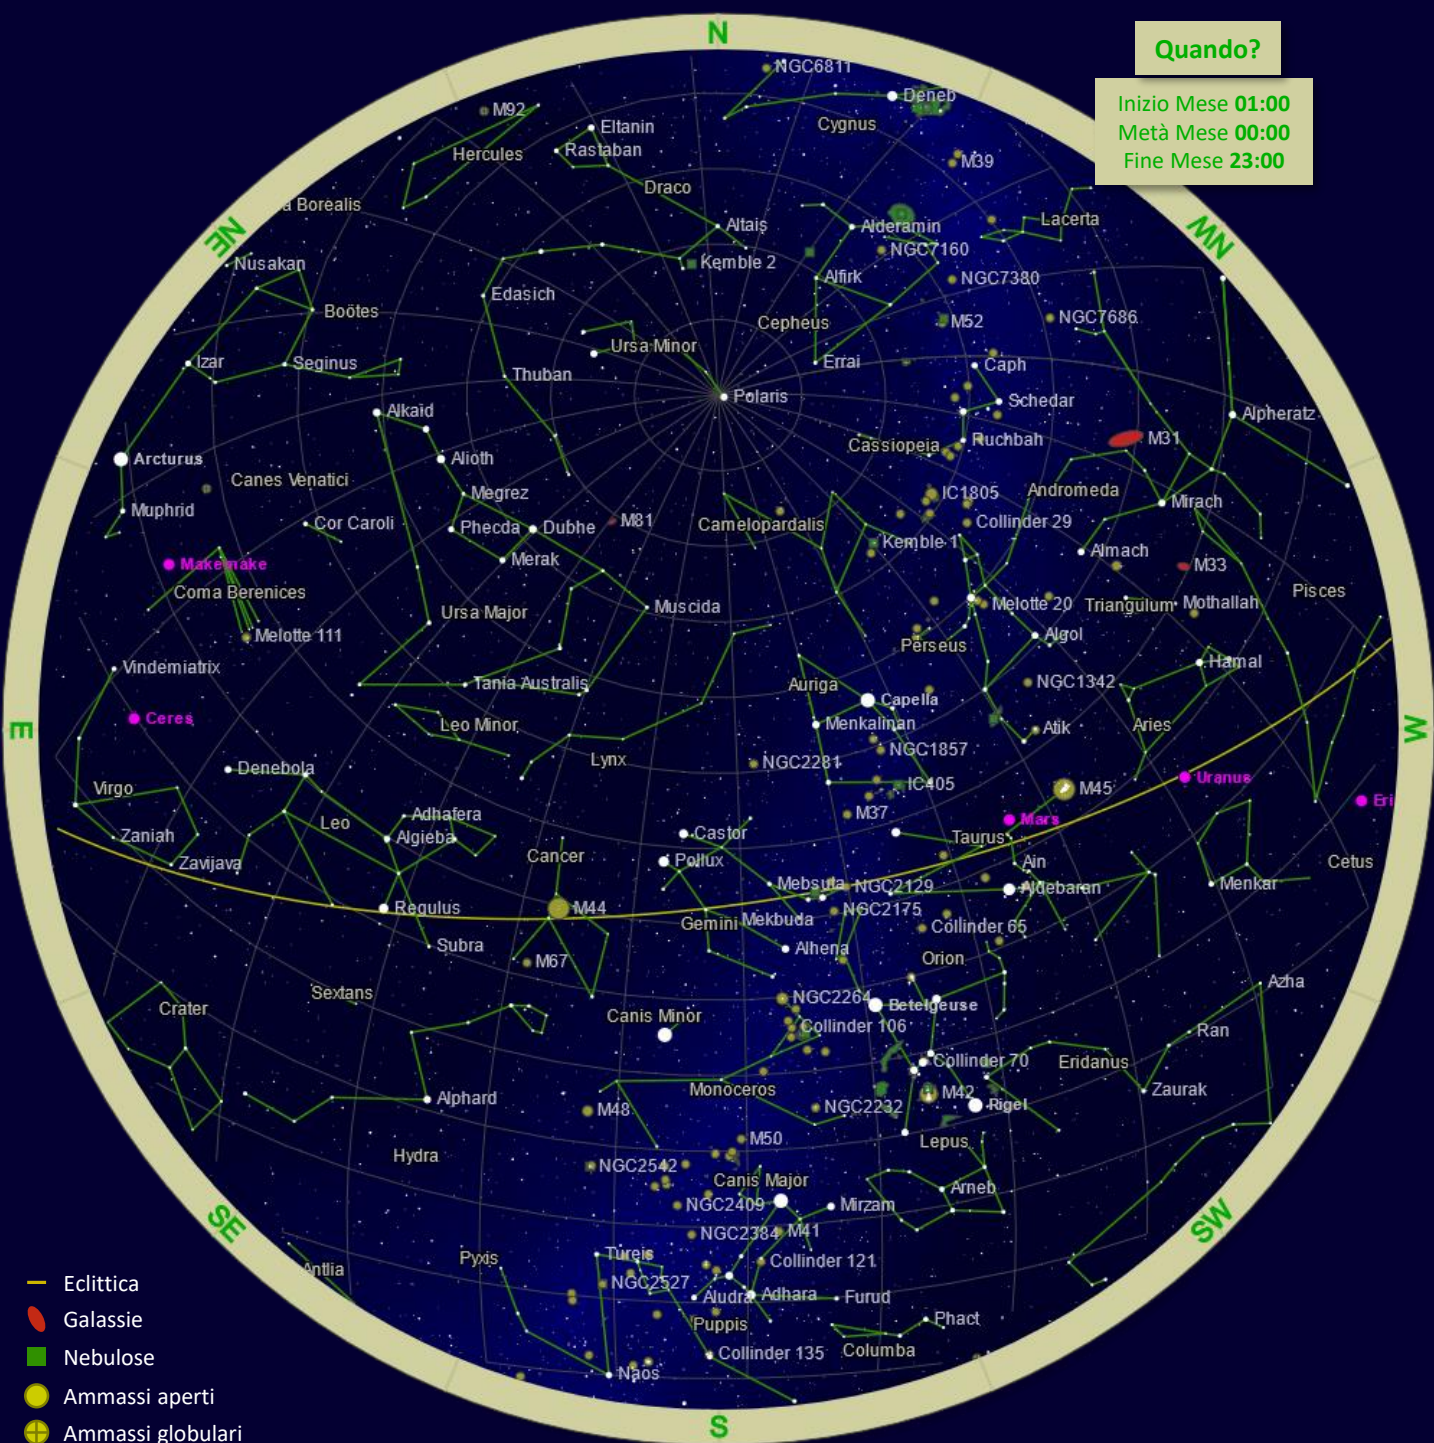 N
Quando?
Inizio Mese 01:00
Metà Mese 00:00
Fine Mese 23:00
NGC6811
Deneb
M92
Eltanin
Cygnus
Rastaban
Hercules
M39
Draco
a Borealis
Lacerta
Altais
Alderamin
NE
NW
NGC7160
Nusakan
Kemble 2
Alfirk
NGC7380
Edasich
Boötes
Cepheus
M52
NGC7686
Ursa Minor
Izar
Seginus
Errai
Caph
Thuban
Polaris
Schedar
Alkaid
Alpheratz
M31
Cassiopeia
Ruchbah
Arcturus
Alioth
Canes Venatici
Megrez
IC1805
Andromeda
Mirach
Muphrid
Cor Caroli
Phecda
Dubhe
M81
Camelopardalis
Collinder 29
Kemble 1
Almach
Merak
Makemake
M33
Coma Berenices
Pisces
Ursa Major
Muscida
Melotte 20
Triangulum
Mothallah
Melotte 111
Algol
Perseus
Vindemiatrix
Hamal
Tania Australis
Auriga
NGC1342
Capella
Ceres
Leo Minor
Menkalinan
Atik
Aries
E
W
NGC1857
Lynx
NGC2281
Denebola
Uranus
Virgo
IC405
M45
Eri
Adhafera
M37
Mars
Leo
Zaniah
Algieba
Castor
Taurus
Cancer
Pollux
Ain
Cetus
Zavijava
Mebsuta
NGC2129
Aldebaran
Menkar
Regulus
M44
NGC2175
Gemini
Mekbuda
Collinder 65
Subra
Alhena
M67
Orion
Azha
Sextans
NGC2264
Betelgeuse
Crater
Canis Minor
Collinder 106
Ran
Collinder 70
Eridanus
Monoceros
Zaurak
Alphard
M42
Rigel
M48
NGC2232
M50
Lepus
Hydra
NGC2542
Canis Major
Arneb
NGC2409
Mirzam
SE
SW
NGC2384
M41
Tureis
Pyxis
Collinder 121
Antlia
NGC2527
Aludra
Adhara
Furud
Puppis
Phact
Collinder 135
Columba
Naos
S
Eclittica
Galassie
Nebulose
Ammassi aperti
Ammassi globulari